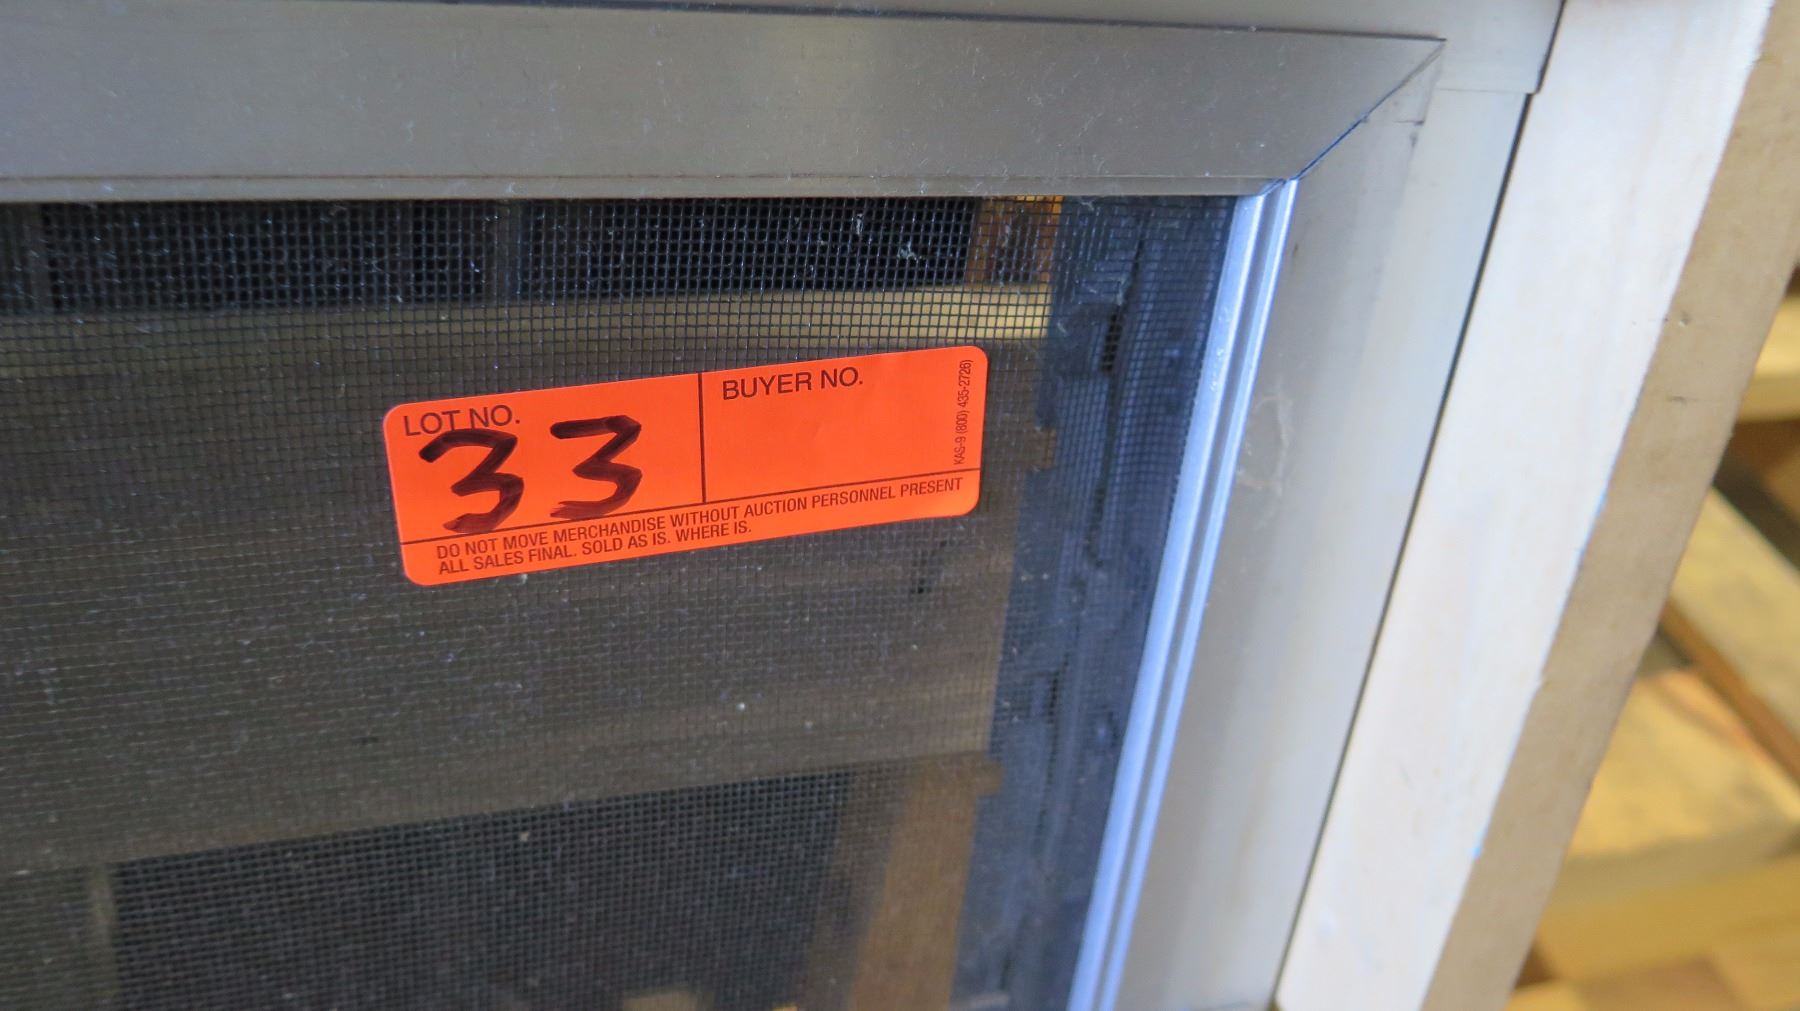 LOT NO.
33
BUYER NO.
KAS-9 (800) 435-2726)
DO NOT MOVE MERCHANDISE WITHOUT AUCTION PERSONNEL PRESENT
ALL SALES FINAL. SOLD AS IS. WHERE IS.